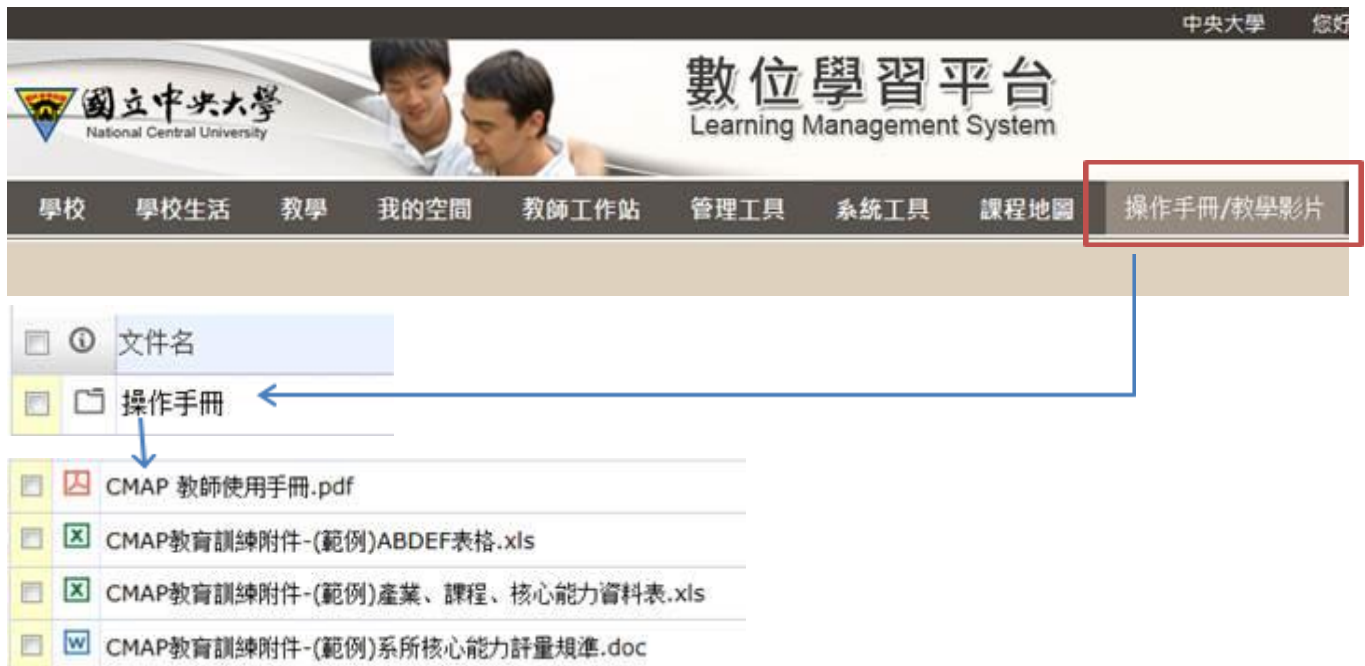 中央大學 您好
國立中央大學
National Central University
數位學習平台
Learning Management System
學校 學校生活 教學 我的空間 教師工作站 管理工具 系統工具 課程地圖 操作手冊/教學影片
文件名
操作手冊
CMAP 教師使用手冊.pdf
CMAP教育訓練附件-(範例)ABDEF表格.xls
CMAP教育訓練附件-(範例)產業、課程、核心能力資料表.xls
CMAP教育訓練附件-(範例)系所核心能力評量規準.doc